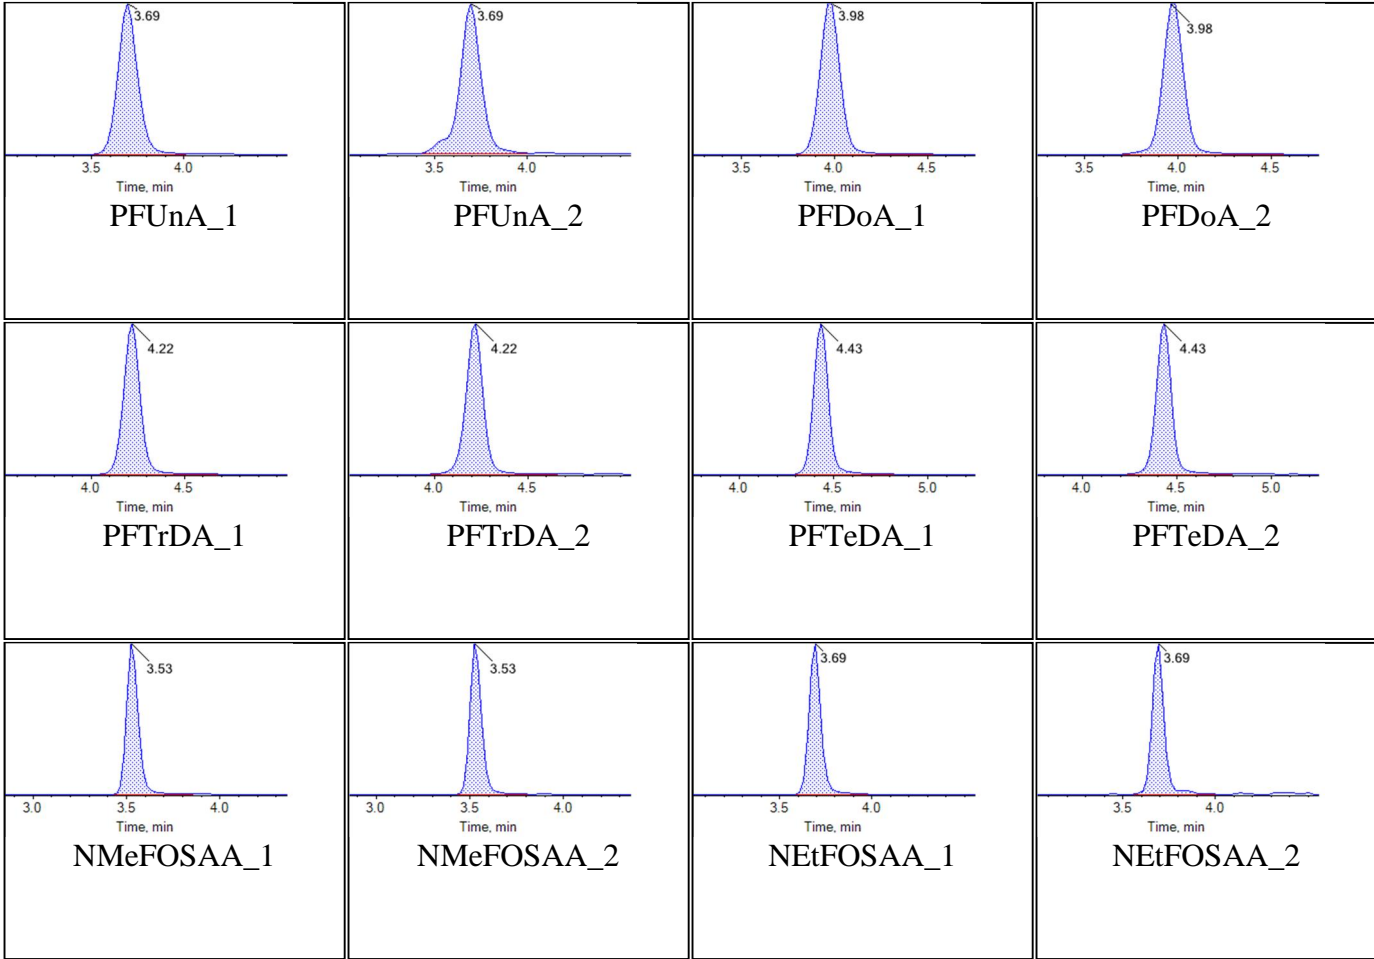 3.69
3.5 4.0
Time, min
PFUnA_1
3.69
3.5 4.0
Time, min
PFUnA_2
3.98
3.5 4.0 4.5
Time, min
PFDoA_1
3.98
3.5 4.0 4.5
Time, min
PFDoA_2
4.22
4.0 4.5
Time, min
PFTrDA_1
4.22
4.0 4.5
Time, min
PFTrDA_2
4.43
4.0 4.5 5.0
Time, min
PFTeDA_1
4.43
4.0 4.5 5.0
Time, min
PFTeDA_2
3.53
3.0 3.5 4.0
Time, min
NMeFOSAA_1
3.53
3.0 3.5 4.0
Time, min
NMeFOSAA_2
3.69
3.5 4.0
Time, min
NEtFOSAA_1
3.69
3.5 4.0
Time, min
NEtFOSAA_2